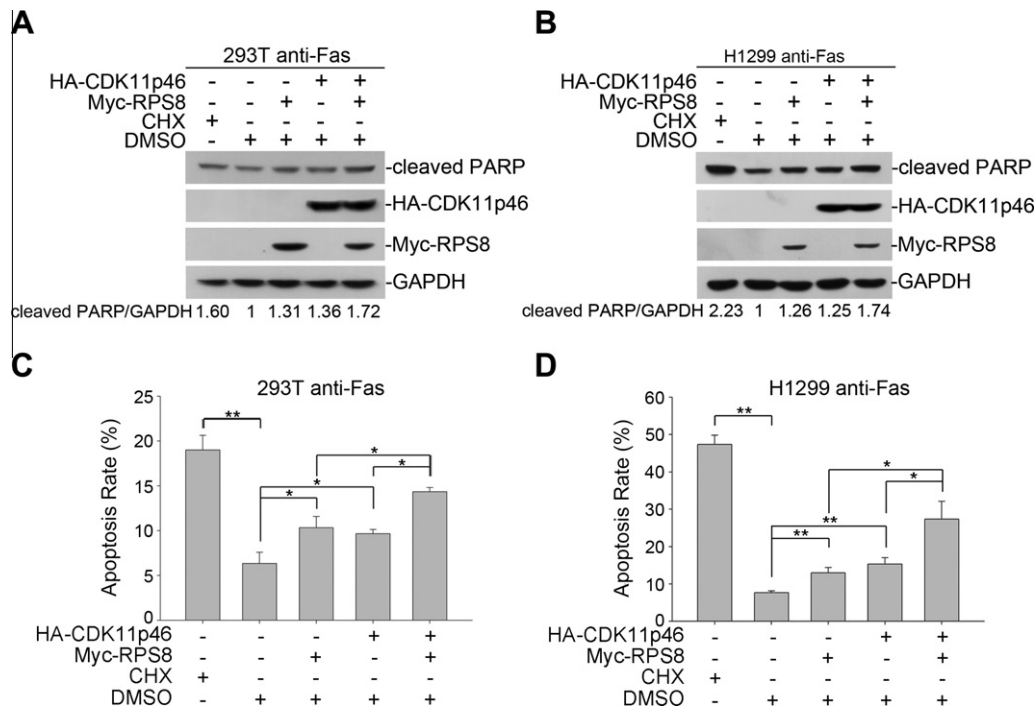 A
293T anti-Fas
HA-CDK11p46 - - - + +
Myc-RPS8 - - + - +
CHX + - - - -
DMSO - + + + +
-cleaved PARP
-HA-CDK11p46
-Myc-RPS8
-GAPDH
cleaved PARP/GAPDH 1.60 1 1.31 1.36 1.72
B
H1299 anti-Fas
HA-CDK11p46 - - - + +
Myc-RPS8 - - + - +
CHX + - - - -
DMSO - + + + +
-cleaved PARP
-HA-CDK11p46
-Myc-RPS8
-GAPDH
cleaved PARP/GAPDH 2.23 1 1.26 1.25 1.74
C
293T anti-Fas
Apoptosis Rate (%)
25
20
15
10
5
0
**
*
*
*
*
HA-CDK11p46 - - - + +
Myc-RPS8 - - + - +
CHX + - - - -
DMSO - + + + +
D
H1299 anti-Fas
Apoptosis Rate (%)
60
50
40
30
20
10
0
**
*
*
**
**
HA-CDK11p46 - - - + +
Myc-RPS8 - - + - +
CHX + - - - -
DMSO - + + + +